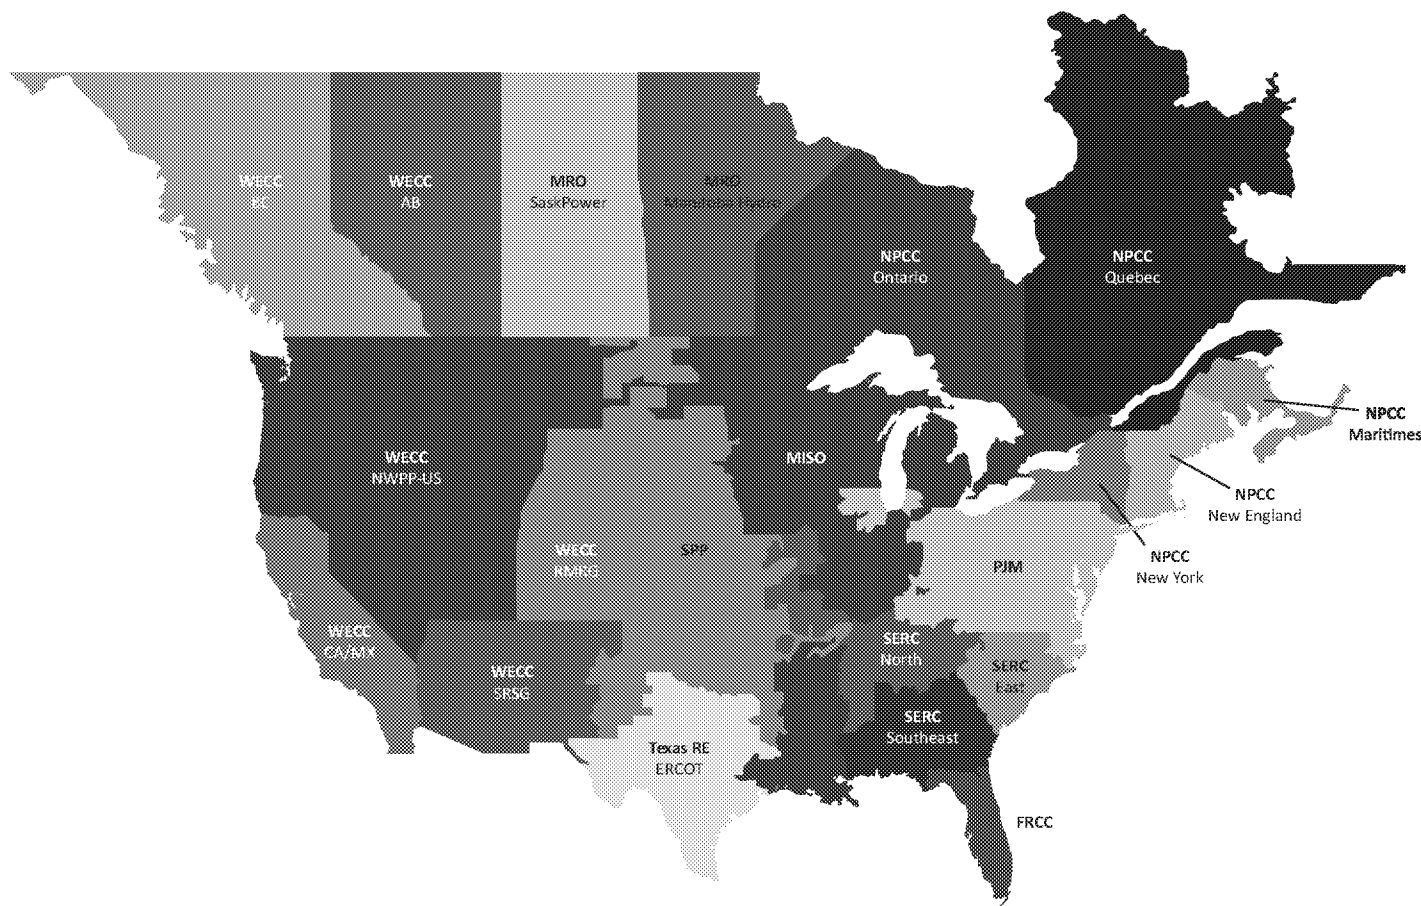 WECC
BC
WECC
AB
MRO
SaskPower
MRO
Manitoba Hydro
NPCC
Ontario
NPCC
Quebec
NPCC
Maritimes
WECC
NWPP-US
MISO
NPCC
New England
WECC
RMRG
SPP
PJM
NPCC
New York
WECC
CA/MX
WECC
SRSG
SERC
North
SERC
East
SERC
Southeast
Texas RE
ERCOT
FRCC